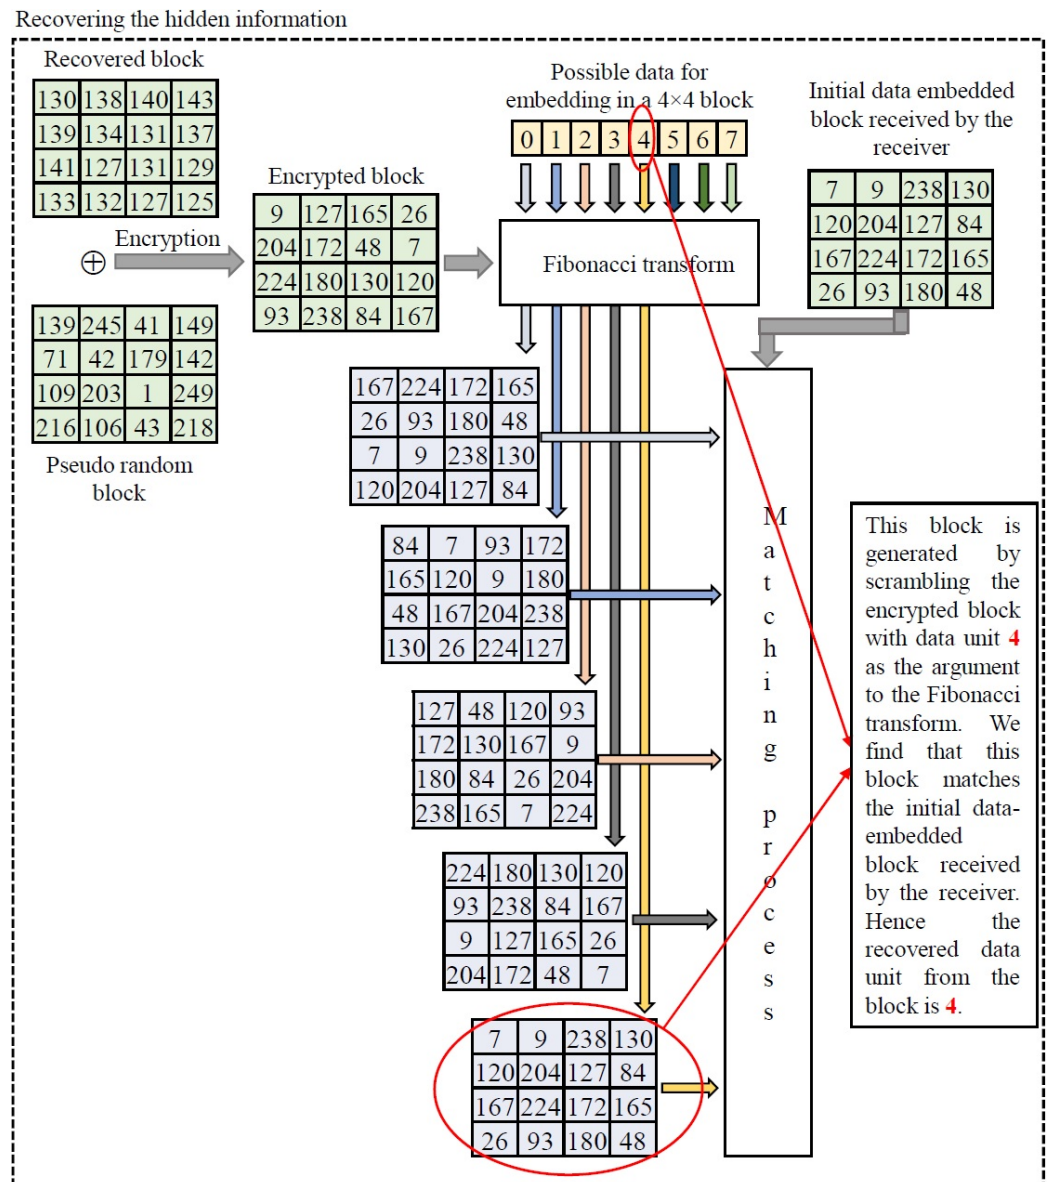 Recovering the hidden information
Recovered block
130 138 140 143
139 134 131 137
141 127 131 129
133 132 127 125
Encryption
⊕
139 245 41 149
71 42 179 142
109 203 1 249
216 106 43 218
Pseudo random
block
Encrypted block
9 127 165 26
204 172 48 7
224 180 130 120
93 238 84 167
Possible data for
embedding in a 4×4 block
0 1 2 3 4 5 6 7
Fibonacci transform
Initial data embedded
block received by the
receiver
7 9 238 130
120 204 127 84
167 224 172 165
26 93 180 48
167 224 172 165
26 93 180 48
7 9 238 130
120 204 127 84
84 7 93 172
165 120 9 180
48 167 204 238
130 26 224 127
127 48 120 93
172 130 167 9
180 84 26 204
238 165 7 224
224 180 130 120
93 238 84 167
9 127 165 26
204 172 48 7
7 9 238 130
120 204 127 84
167 224 172 165
26 93 180 48
Matching process
This block is
generated by
scrambling the
encrypted block
with data unit 4
as the argument
to the Fibonacci
transform. We
find that this
block matches
the initial data-
embedded
block received
by the receiver.
Hence the
recovered data
unit from the
block is 4.